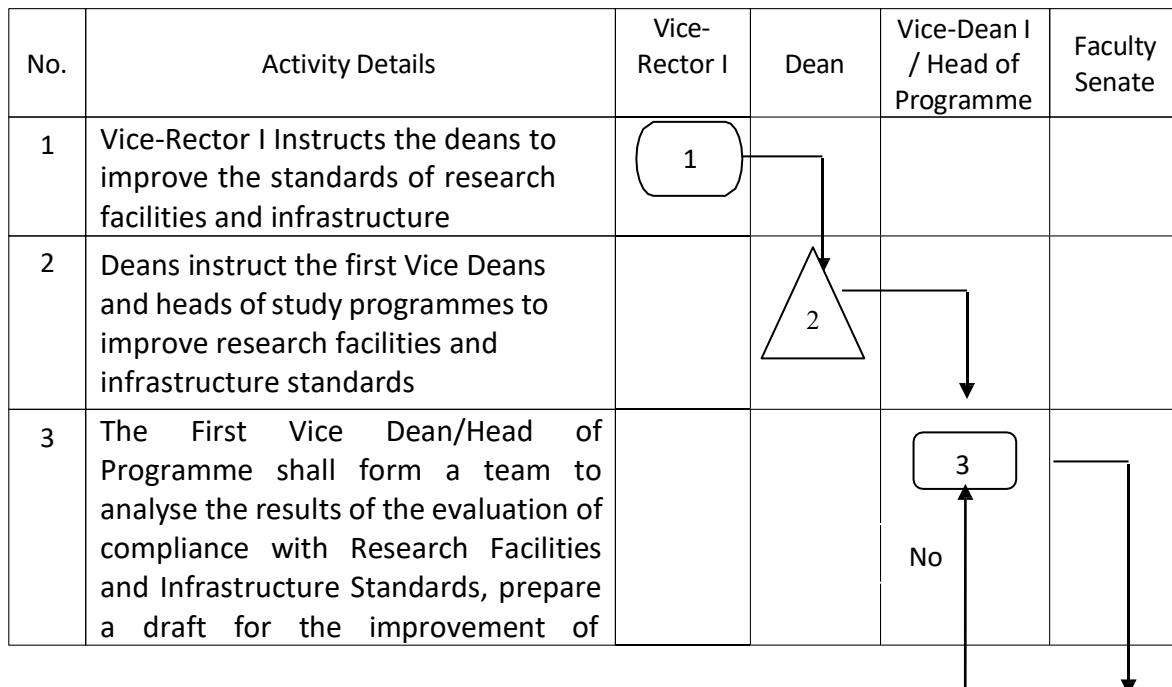 No.
Activity Details
Vice-
Rector I
Dean
Vice-Dean I
/ Head of
Programme
Faculty
Senate
1
Vice-Rector I Instructs the deans to
improve the standards of research
facilities and infrastructure
1
2
Deans instruct the first Vice Deans
and heads of study programmes to
improve research facilities and
infrastructure standards
2
3
The First Vice Dean/Head of
Programme shall form a team to
analyse the results of the evaluation of
compliance with Research Facilities
and Infrastructure Standards, prepare
a draft for the improvement of
3
No